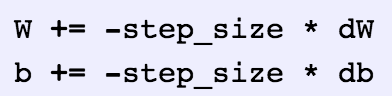 W += -step_size * dW
b += -step_size * db